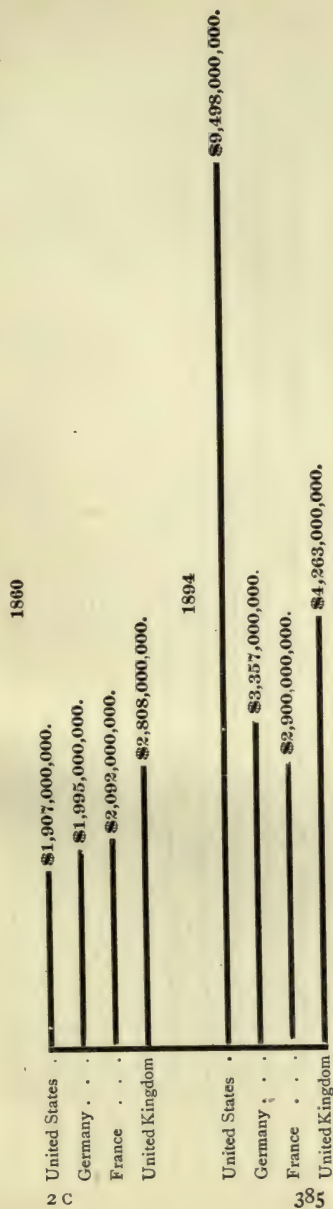 1860
United States . $1,907,000,000.
Germany . . . $1,995,000,000.
France . . . $2,092,000,000.
United Kingdom $2,808,000,000.
1894
United States . $9,498,000,000.
Germany . . . $3,357,000,000.
France . . . $2,900,000,000.
United Kingdom $4,263,000,000.
2 C
385